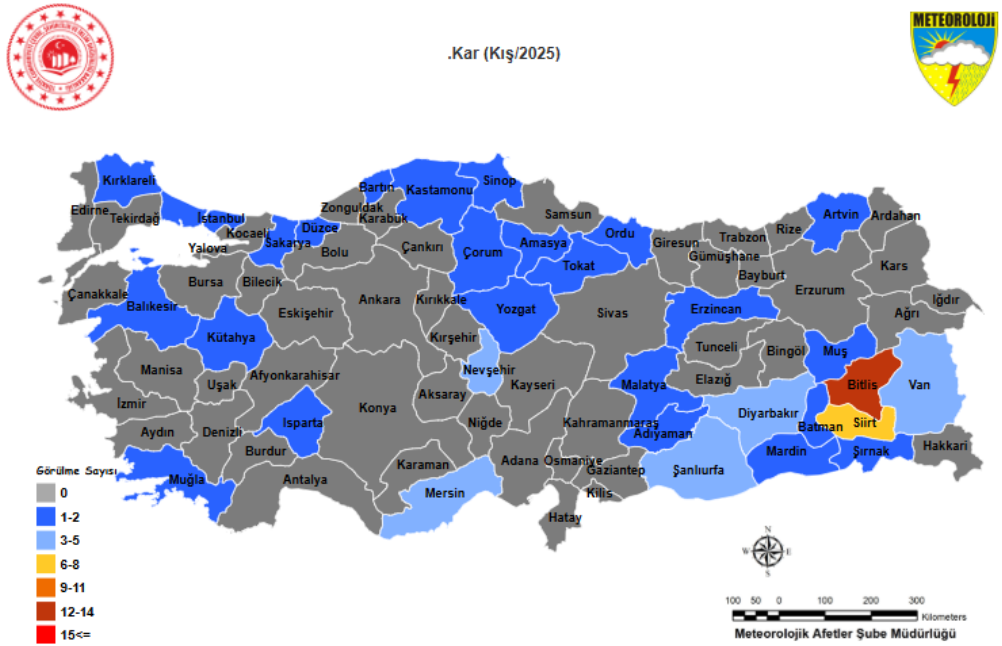 METEOROLOJİ
.Kar (Kış/2025)
Kırklareli
Edirne
Tekirdağ
İstanbul
Kocaeli
Yalova
Sakarya
Düzce
Zonguldak
Bartın
Karabük
Kastamonu
Sinop
Samsun
Bolu
Çankırı
Çorum
Amasya
Ordu
Tokat
Giresun
Trabzon
Gümüşhane
Bayburt
Rize
Artvin
Ardahan
Kars
Erzurum
Iğdır
Ağrı
Çanakkale
Bursa
Bilecik
Balıkesir
Eskişehir
Ankara
Kırıkkale
Yozgat
Sivas
Erzincan
Kütahya
Kırşehir
Tunceli
Bingöl
Muş
Manisa
Uşak
Afyonkarahisar
Nevşehir
Kayseri
Malatya
Elazığ
Bitlis
Van
İzmir
Aksaray
Konya
Isparta
Niğde
Kahramanmaraş
Adıyaman
Diyarbakır
Batman
Siirt
Aydın
Denizli
Burdur
Hakkari
Mardin
Şırnak
Muğla
Antalya
Karaman
Mersin
Adana
Osmaniye
Gaziantep
Şanlıurfa
Kilis
Hatay
Görülme Sayısı
0
1-2
3-5
6-8
9-11
12-14
15<=
N
W E
S
100 50 0 100 200 300
Kilometers
Meteorolojik Afetler Şube Müdürlüğü